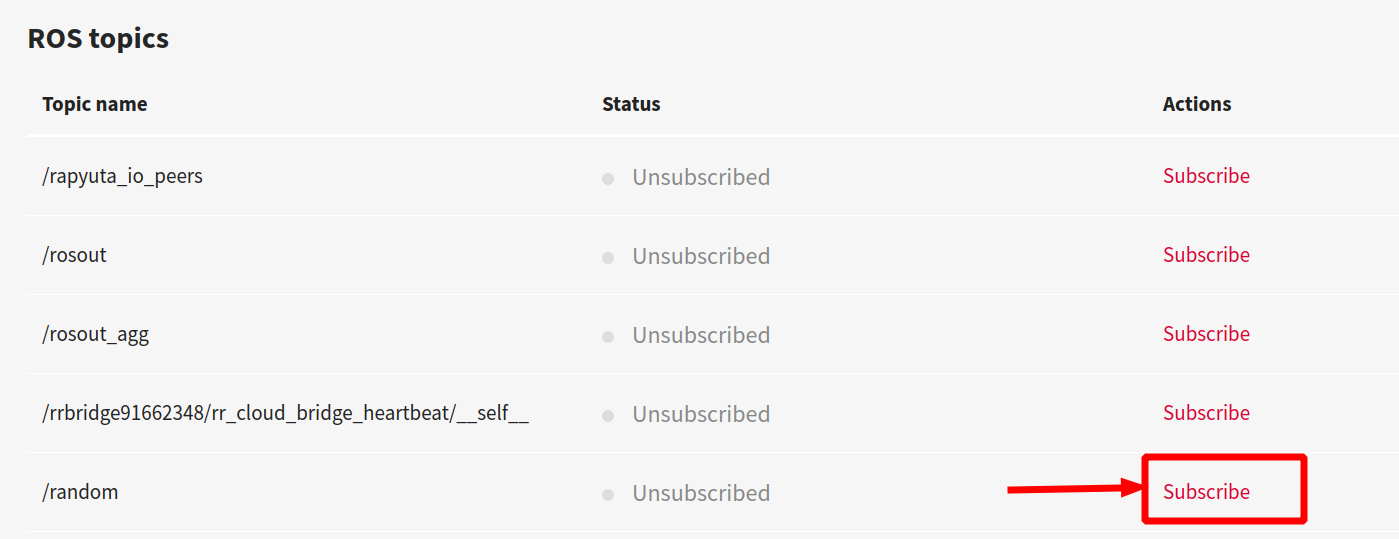 ROS topics
Topic name Status Actions
/rapyuta_io_peers Unsubscribed Subscribe
/rosout Unsubscribed Subscribe
/rosout_agg Unsubscribed Subscribe
/rrbridge91662348/rr_cloud_bridge_heartbeat/__self__ Unsubscribed Subscribe
/random Unsubscribed Subscribe